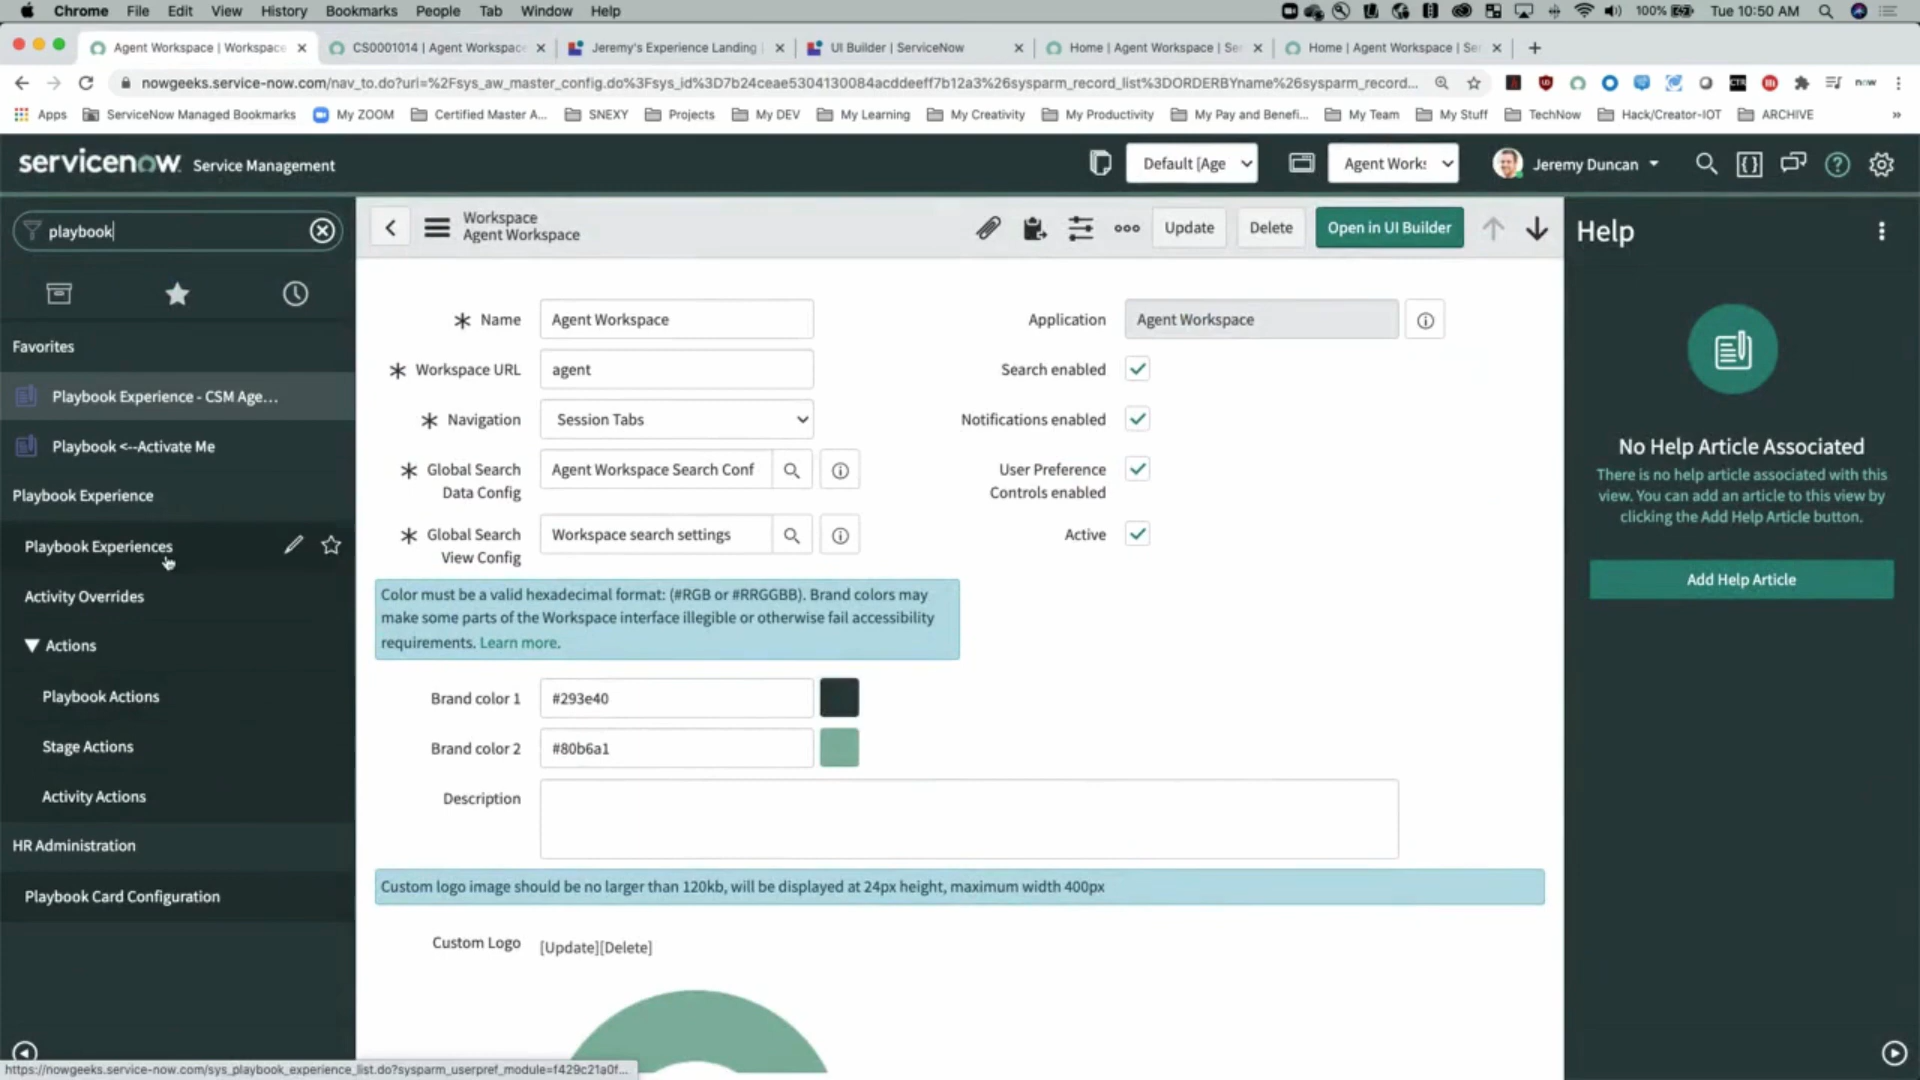 Chrome File Edit View History Bookmarks People Tab Window Help 100% Tue 10:50 AM
Agent Workspace | Workspace
CS0001014 | Agent Workspace
Jeremy's Experience Landing
UI Builder | ServiceNow
Home | Agent Workspace | Ser
Home | Agent Workspace | Ser
nowgeeks.service-now.com/nav_to.do?uri=%2Fsys_aw_master_config.do%3Fsys_id%3D7b24ceae5304130084acddeeff7b12a3%26sysparm_record_list%3DORDERBYname%26sysparm_record...
Apps ServiceNow Managed Bookmarks My ZOOM Certified Master A... SNEXY Projects My DEV My Learning My Creativity My Productivity My Pay and Benefi... My Team My Stuff TechNow Hack/Creator-IOT ARCHIVE »
servicenow Service Management
Default [Age
Agent Work:
Jeremy Duncan
playbook
Favorites
Playbook Experience - CSM Age...
Playbook <--Activate Me
Playbook Experience
Playbook Experiences
Activity Overrides
Actions
Playbook Actions
Stage Actions
Activity Actions
HR Administration
Playbook Card Configuration
Workspace
Agent Workspace
Update
Delete
Open in UI Builder
Name
Agent Workspace
Workspace URL
agent
Navigation
Session Tabs
Global Search
Data Config
Agent Workspace Search Conf
Global Search
View Config
Workspace search settings
Application
Agent Workspace
Search enabled
Notifications enabled
User Preference
Controls enabled
Active
Color must be a valid hexadecimal format: (#RGB or #RRGGBB). Brand colors may
make some parts of the Workspace interface illegible or otherwise fail accessibility
requirements. Learn more.
Brand color 1
#293e40
Brand color 2
#80b6a1
Description
Custom logo image should be no larger than 120kb, will be displayed at 24px height, maximum width 400px
Custom Logo
[Update][Delete]
Help
No Help Article Associated
There is no help article associated with this
view. You can add an article to this view by
clicking the Add Help Article button.
Add Help Article
https://nowgeeks.service-now.com/sys_playbook_experience_list.do?sysparm_userpref_module=f429c21a0f...